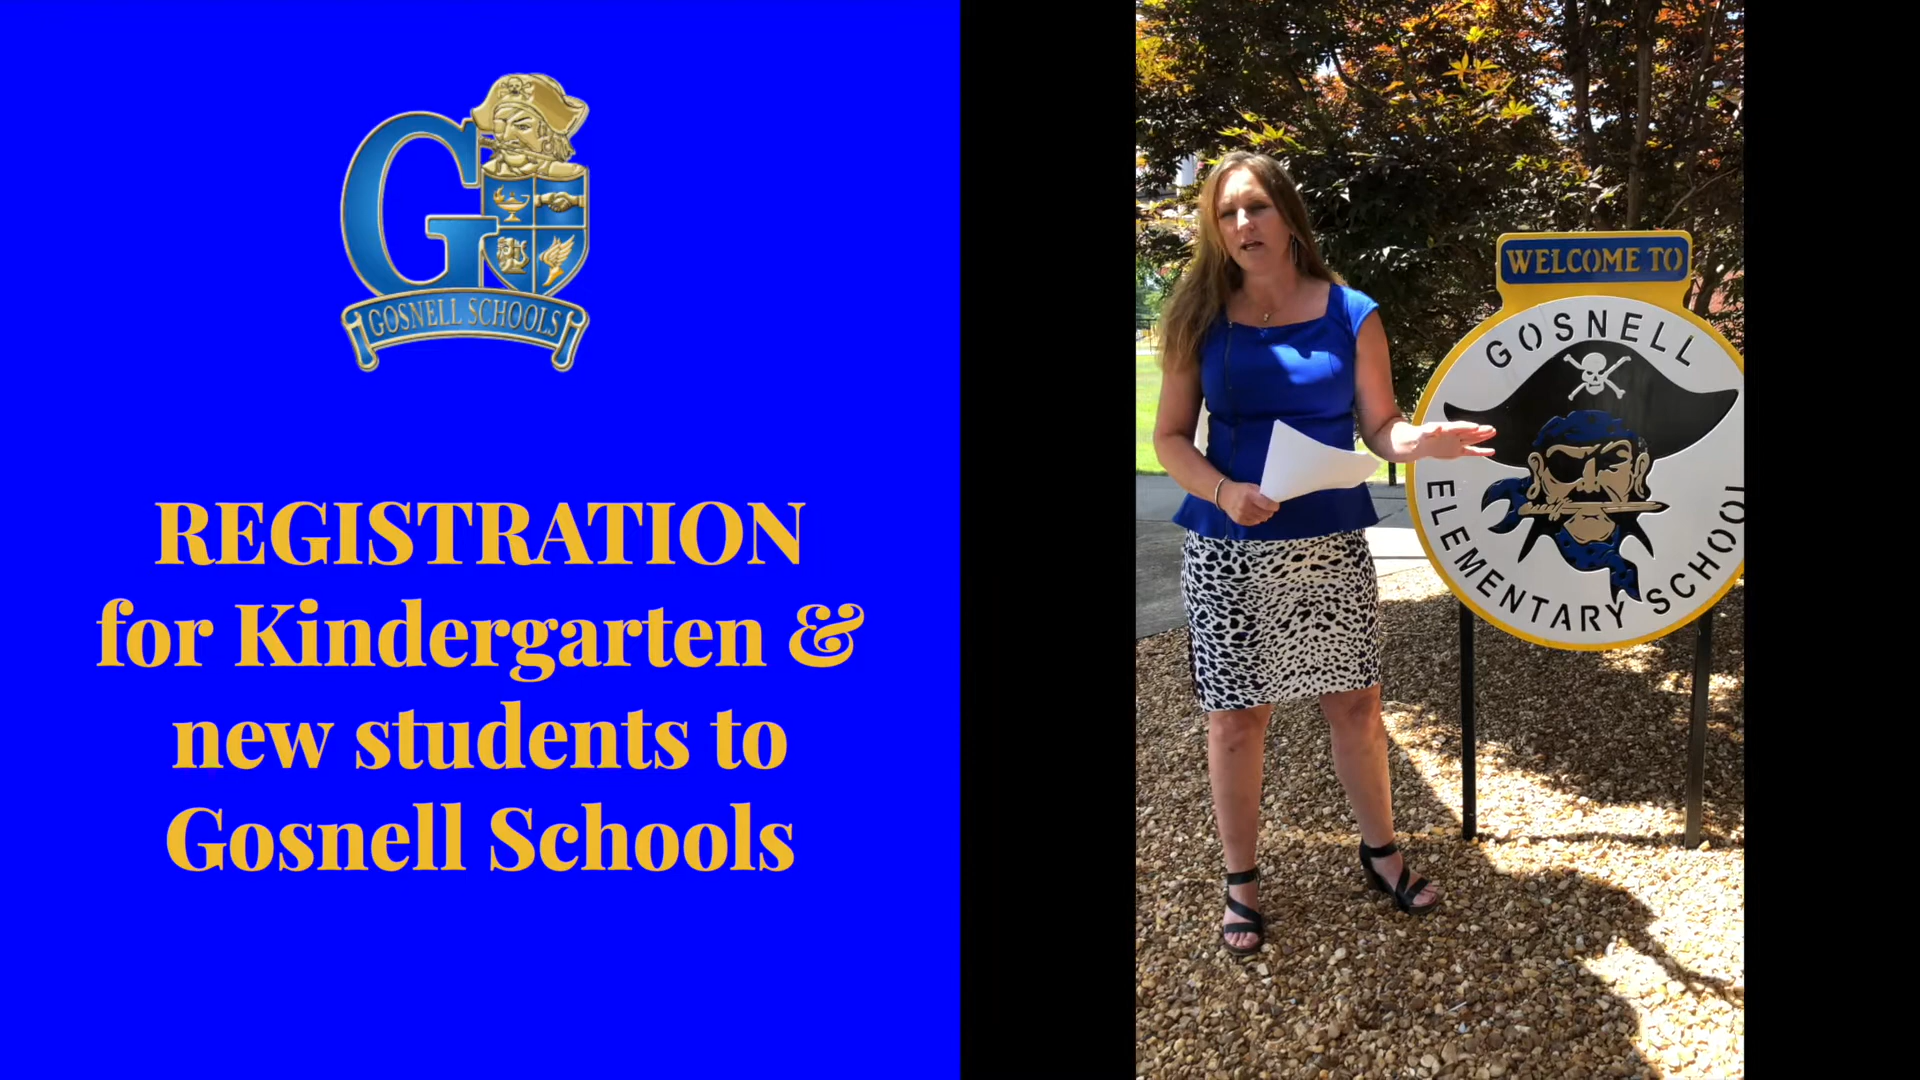 GOSNELL SCHOOLS
REGISTRATION
for Kindergarten &
new students to
Gosnell Schools
WELCOME TO
GOSNELL
ELEMENTARY SCHOOL